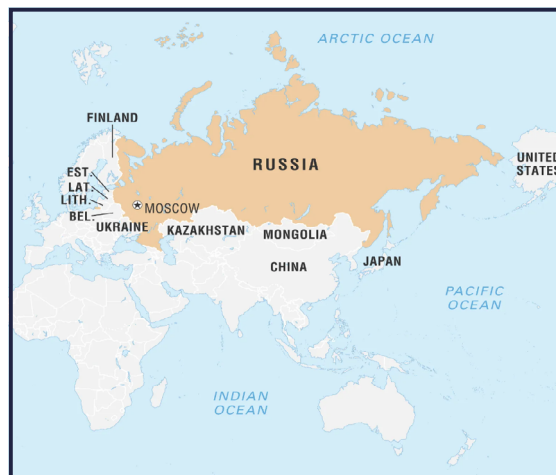 ARCTIC OCEAN
FINLAND
RUSSIA
UNITED
STATES
EST.
LAT.
LITH.
BEL.
MOSCOW
UKRAINE
KAZAKHSTAN
MONGOLIA
CHINA
JAPAN
PACIFIC
OCEAN
INDIAN
OCEAN